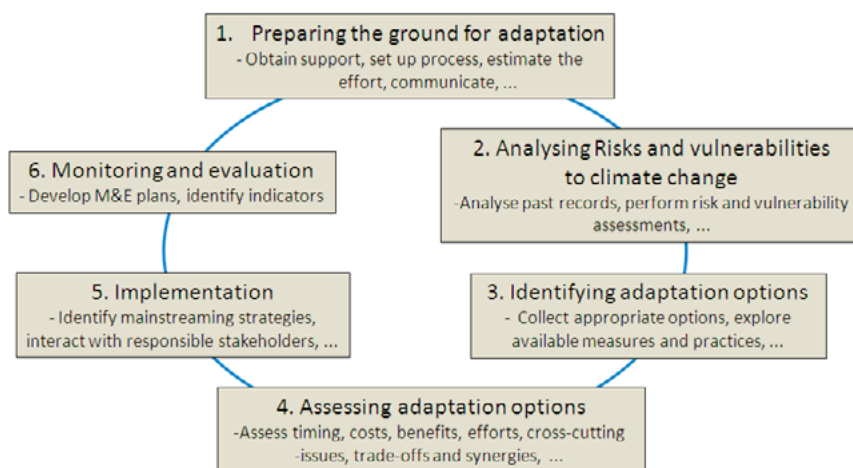 1. Preparing the ground for adaptation
- Obtain support, set up process, estimate the
effort, communicate, ...
2. Analysing Risks and vulnerabilities
to climate change
-Analyse past records, perform risk and vulnerability
assessments, ...
3. Identifying adaptation options
- Collect appropriate options, explore
available measures and practices, ...
4. Assessing adaptation options
-Assess timing, costs, benefits, efforts, cross-cutting
-issues, trade-offs and synergies, ...
5. Implementation
- Identify mainstreaming strategies,
interact with responsible stakeholders, ...
6. Monitoring and evaluation
- Develop M&E plans, identify indicators